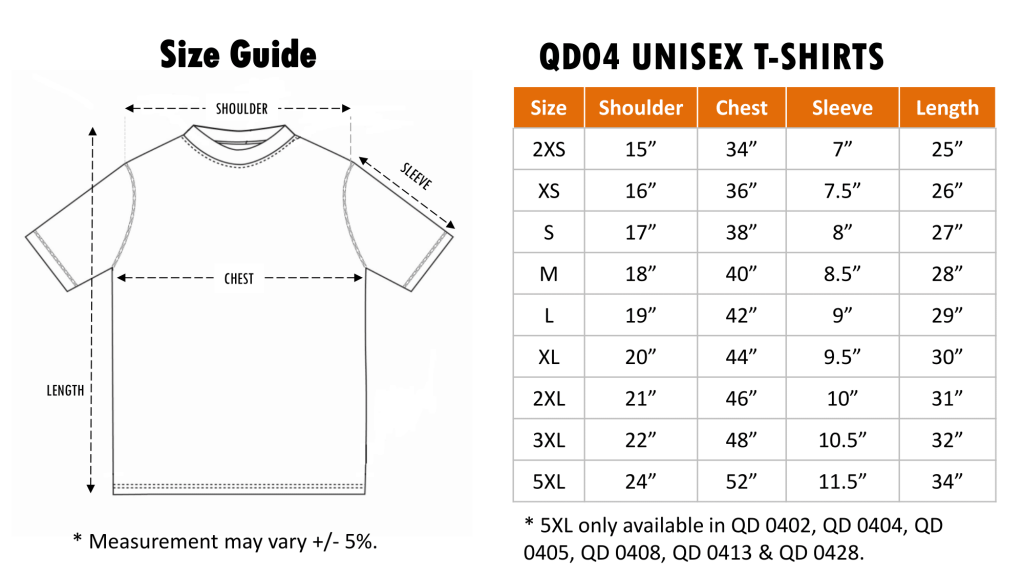 Size Guide
SHOULDER
SLEEVE
CHEST
LENGTH
* Measurement may vary +/- 5%.
QD04 UNISEX T-SHIRTS
Size Shoulder Chest Sleeve Length
2XS 15” 34” 7” 25”
XS 16” 36” 7.5” 26”
S 17” 38” 8” 27”
M 18” 40” 8.5” 28”
L 19” 42” 9” 29”
XL 20” 44” 9.5” 30”
2XL 21” 46” 10” 31”
3XL 22” 48” 10.5” 32”
5XL 24” 52” 11.5” 34”
* 5XL only available in QD 0402, QD 0404, QD
0405, QD 0408, QD 0413 & QD 0428.